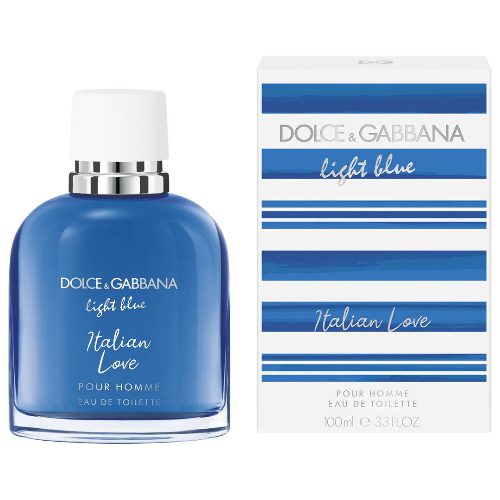 DOLCE & GABBANA
light blue
Italian
Love
POUR HOMME
EAU DE TOILETTE
DG
DOLCE & GABBANA
light blue
Italian Love
POUR HOMME
EAU DE TOILETTE
100ml ℮ 3.3 FL.OZ.